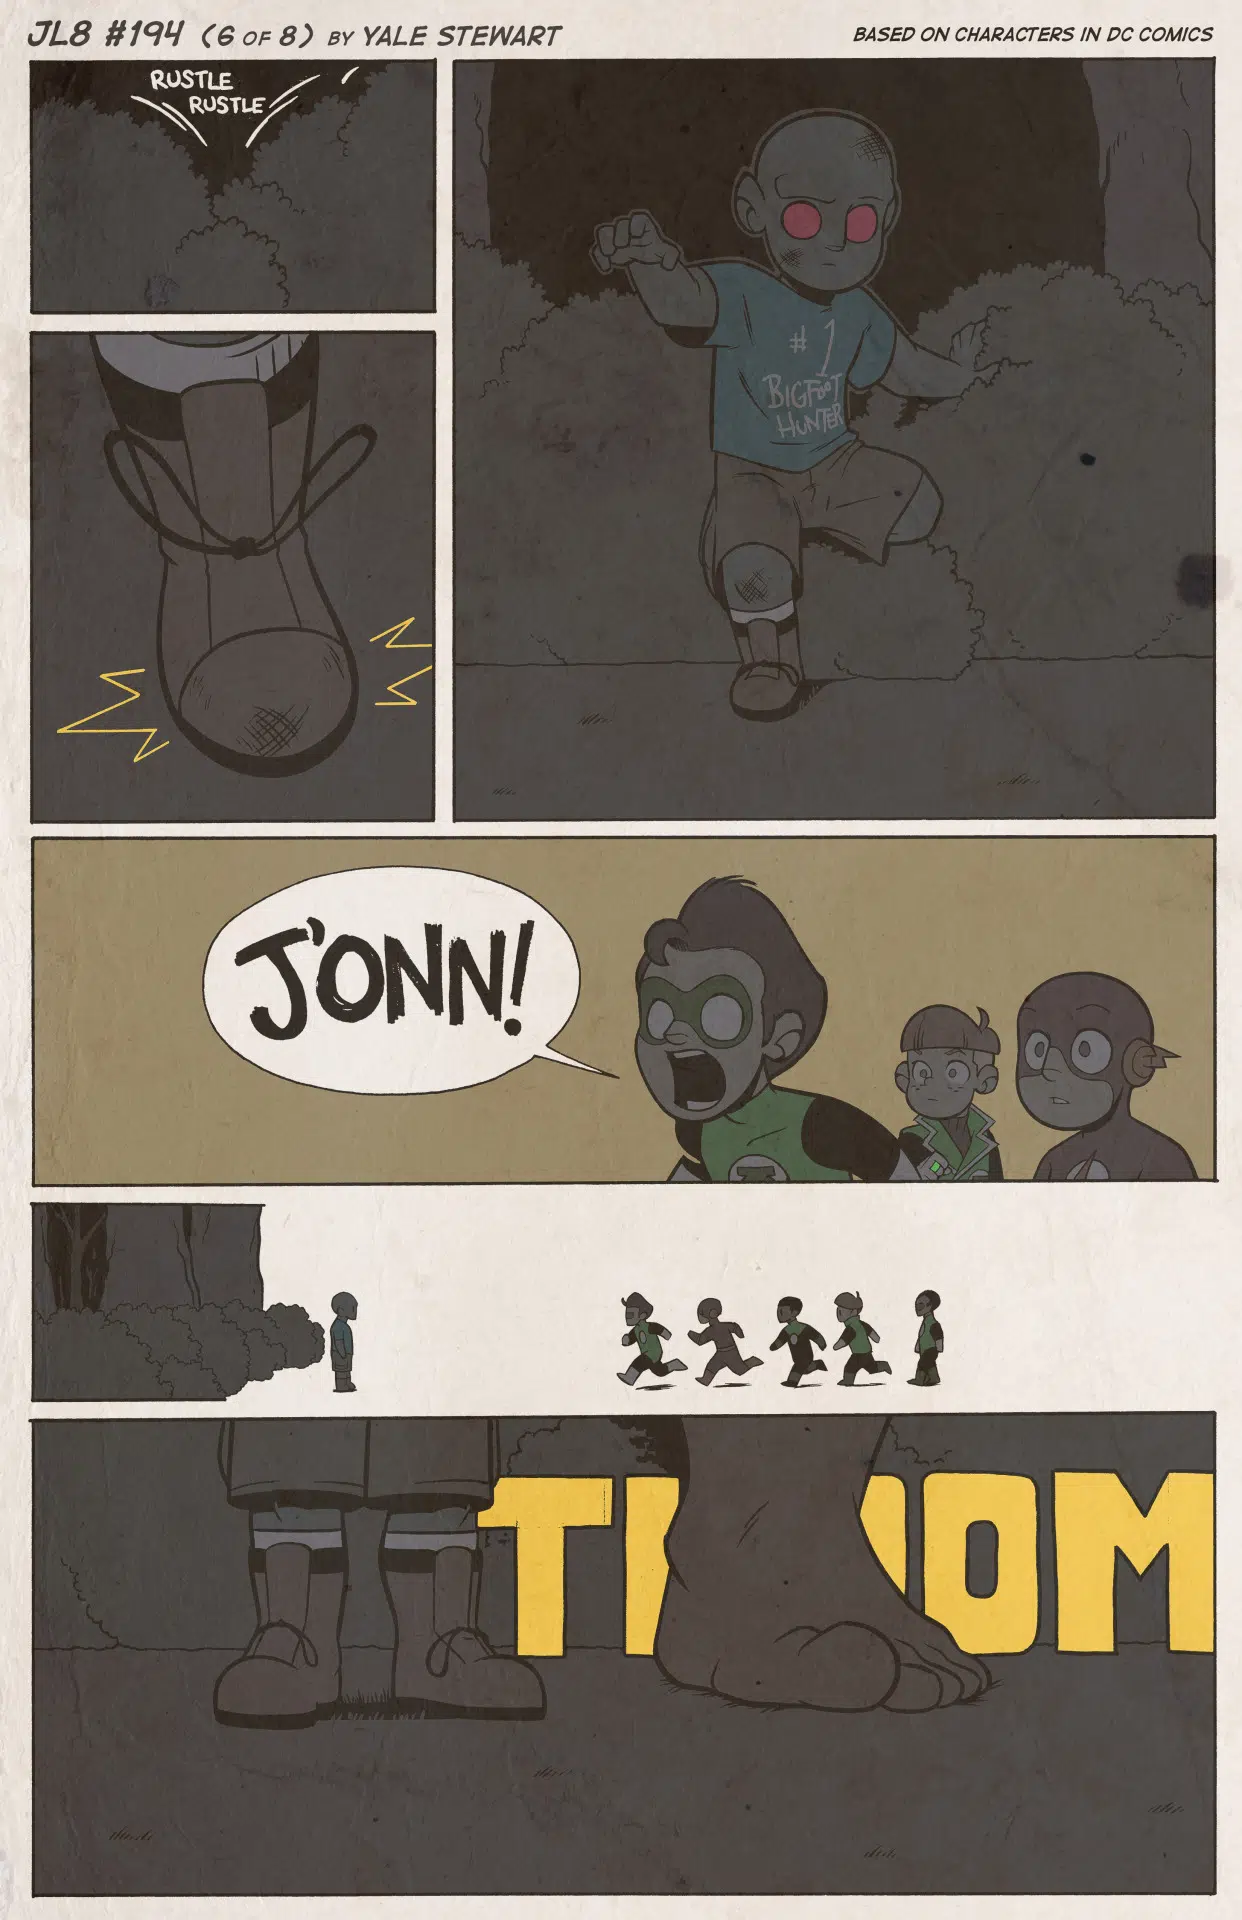 JL8 #194 (6 OF 8) BY YALE STEWART
BASED ON CHARACTERS IN DC COMICS
RUSTLE
RUSTLE
# 1
BIGFOOT
HUNTER
J'ONN!